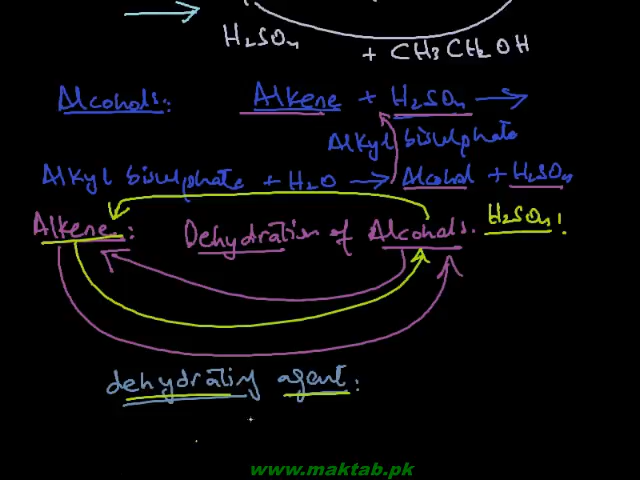 H₂SO₄
+ CH₃CH₂OH
Alcohols: Alkene + H₂SO₄ →
Alkyl bisulphate
Alkyl bisulphate + H₂O → Alcohol + H₂SO₄
Alkene: Dehydration of Alcohols. H₂SO₄!
dehydrating agent:
www.maktab.pk